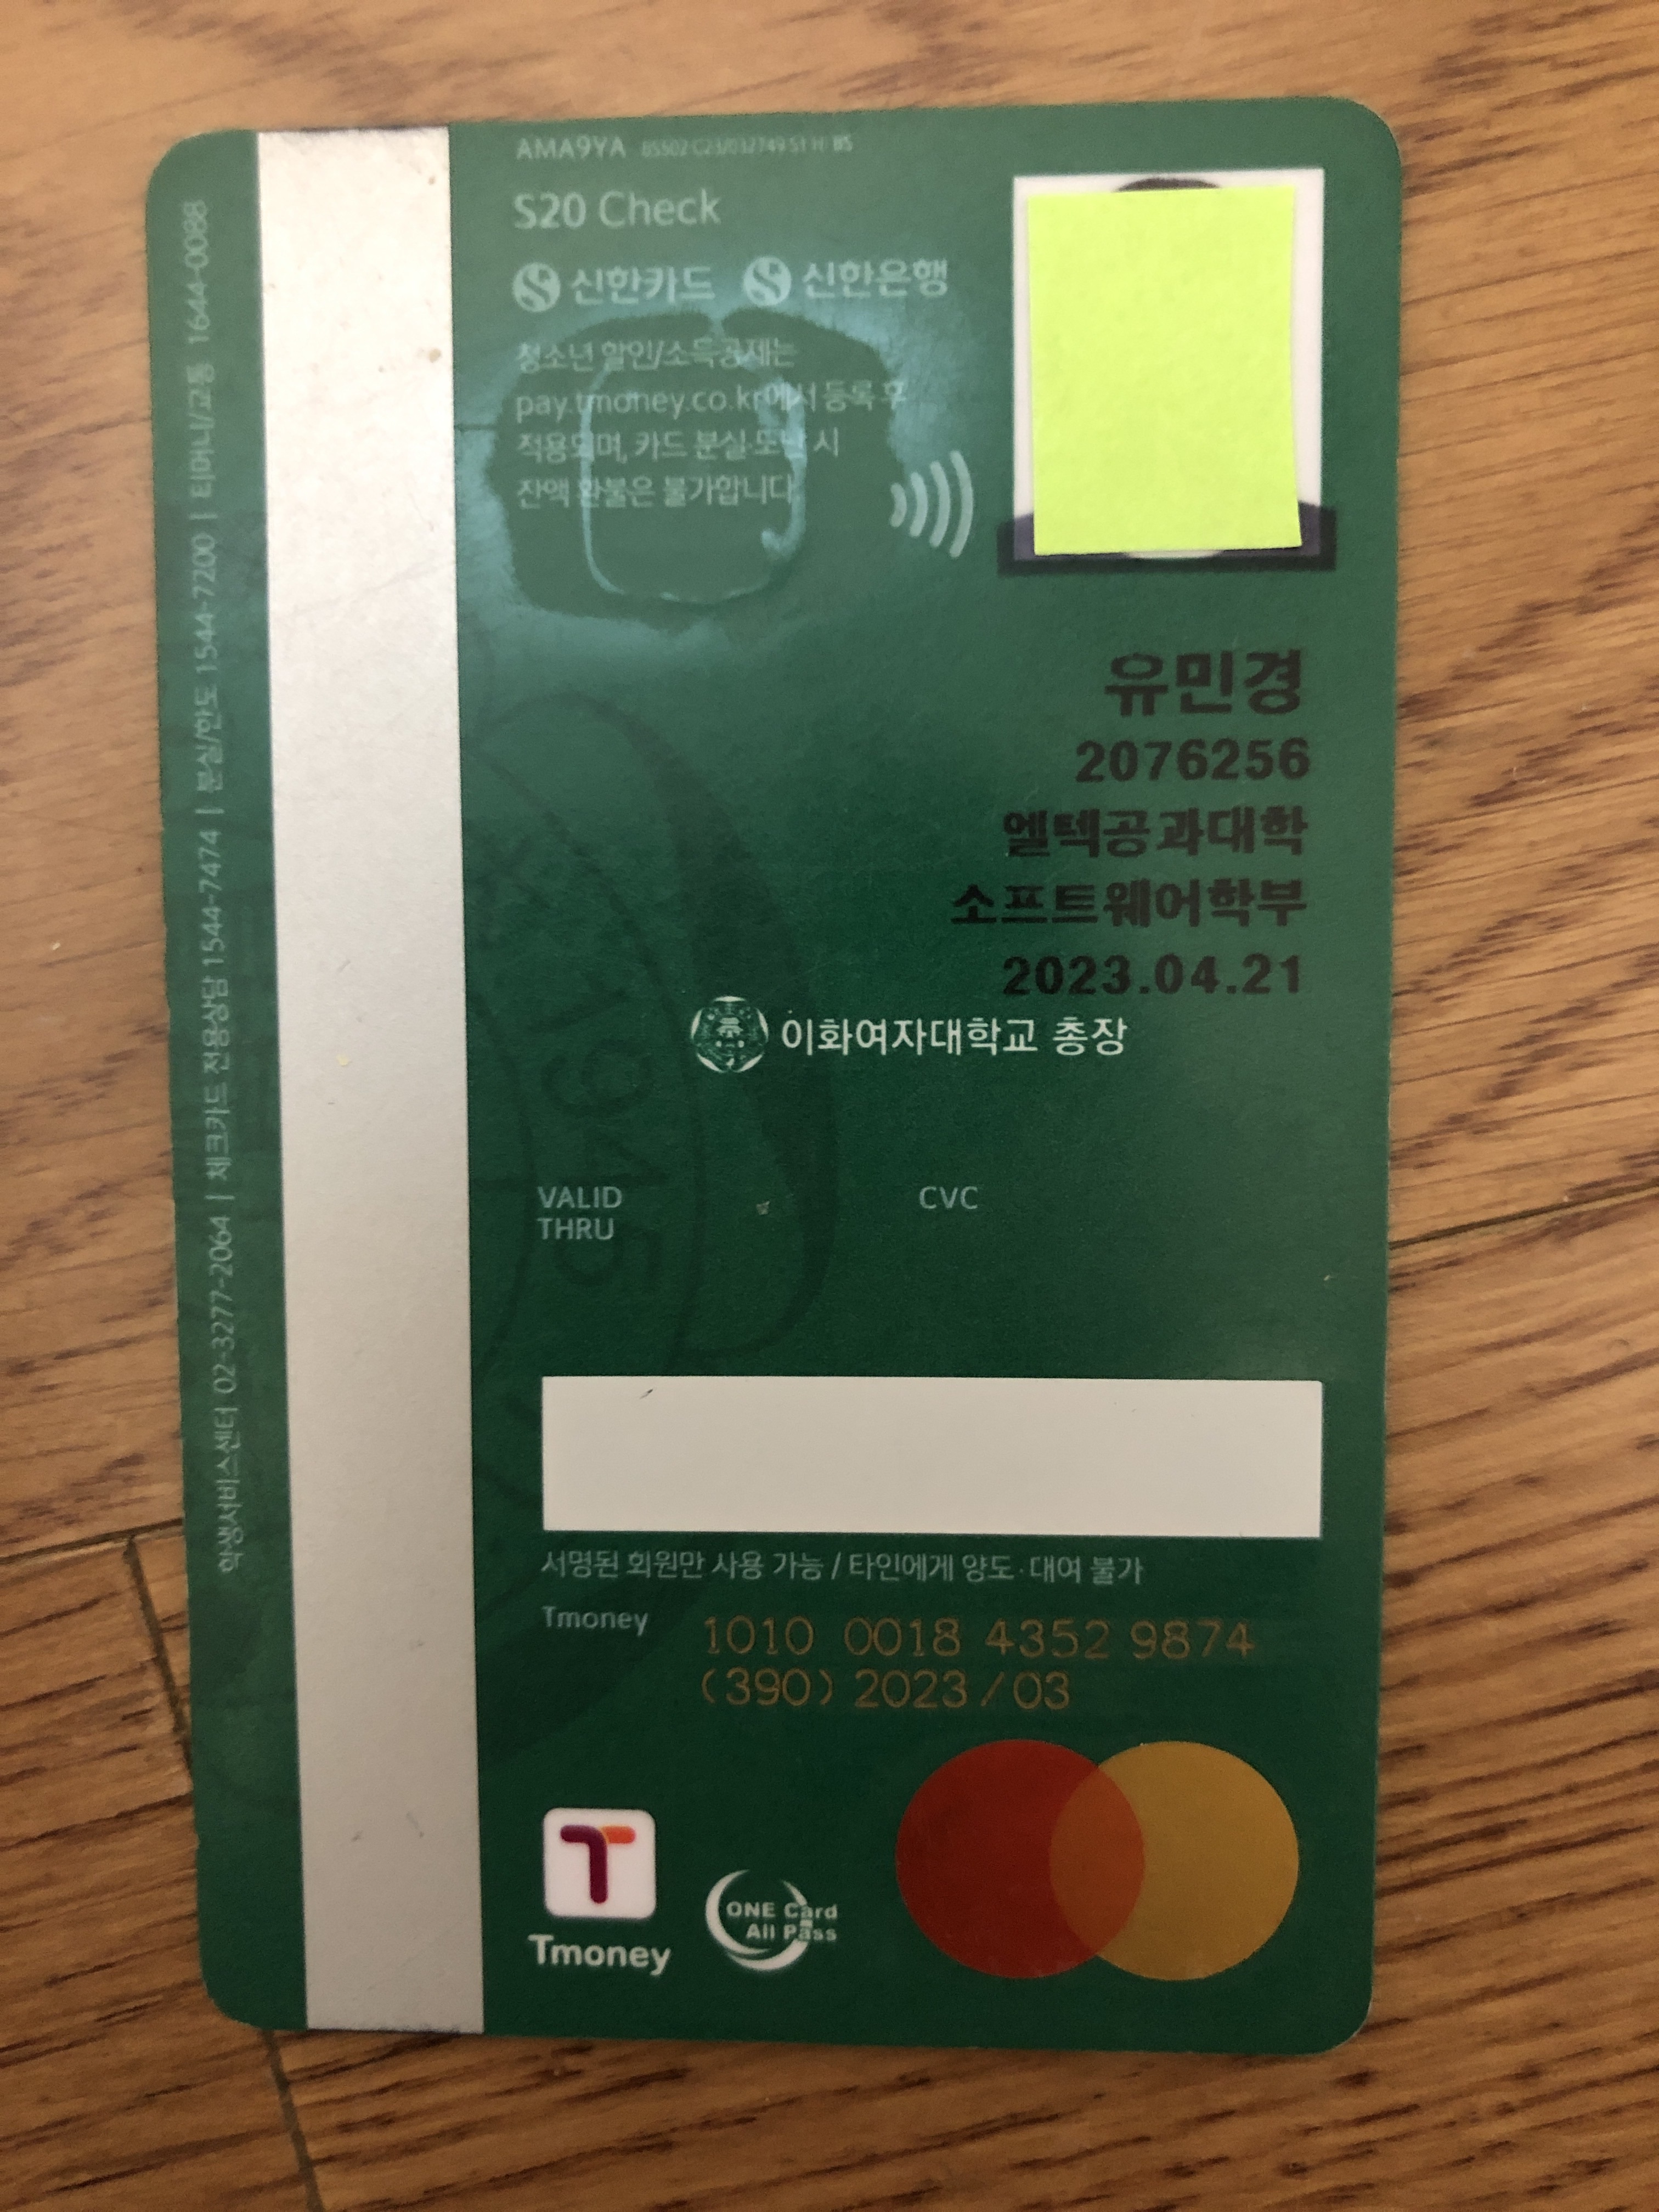 AMA9YA
S20 Check
신한카드 신한은행
청소년 할인/소득공제는
pay.tmoney.co.kr에서 등록 후
적용되며, 카드 분실·도난 시
잔액 환불은 불가합니다
유민경
2076256
엘텍공과대학
소프트웨어학부
2023.04.21
이화여자대학교 총장
VALID
THRU
CVC
서명된 회원만 사용 가능 / 타인에게 양도·대여 불가
Tmoney
1010 0018 4352 9874
(390) 2023/03
Tmoney
ONE Card
All Pass
학생서비스센터 02-3277-2064 | 체크카드 전용상담 1544-7474 | 분실/한도 1544-7200 | 티머니/교통 1644-0088